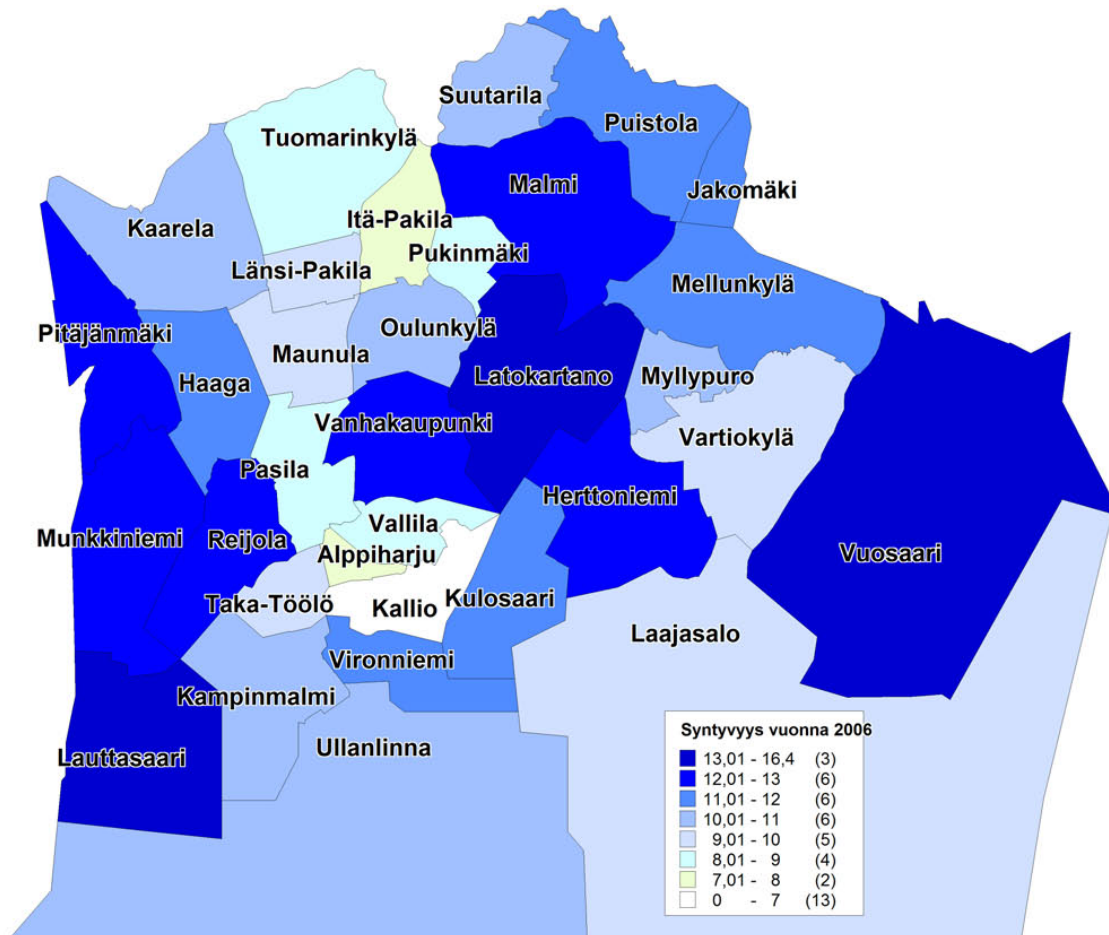 Suutarila
Puistola
Tuomarinkylä
Malmi
Jakomäki
Itä-Pakila
Kaarela
Pukinmäki
Länsi-Pakila
Mellunkylä
Oulunkylä
Pitäjänmäki
Maunula
Haaga
Latokartano
Myllypuro
Vanhakaupunki
Vartiokylä
Pasila
Herttoniemi
Vallila
Munkkiniemi
Reijola
Alppiharju
Vuosaari
Taka-Töölö
Kallio
Kulosaari
Laajasalo
Vironniemi
Kampinmalmi
Ullanlinna
Lauttasaari
Syntyvyys vuonna 2006
13,01 - 16,4 (3)
12,01 - 13 (6)
11,01 - 12 (6)
10,01 - 11 (6)
9,01 - 10 (5)
8,01 - 9 (4)
7,01 - 8 (2)
0 - 7 (13)